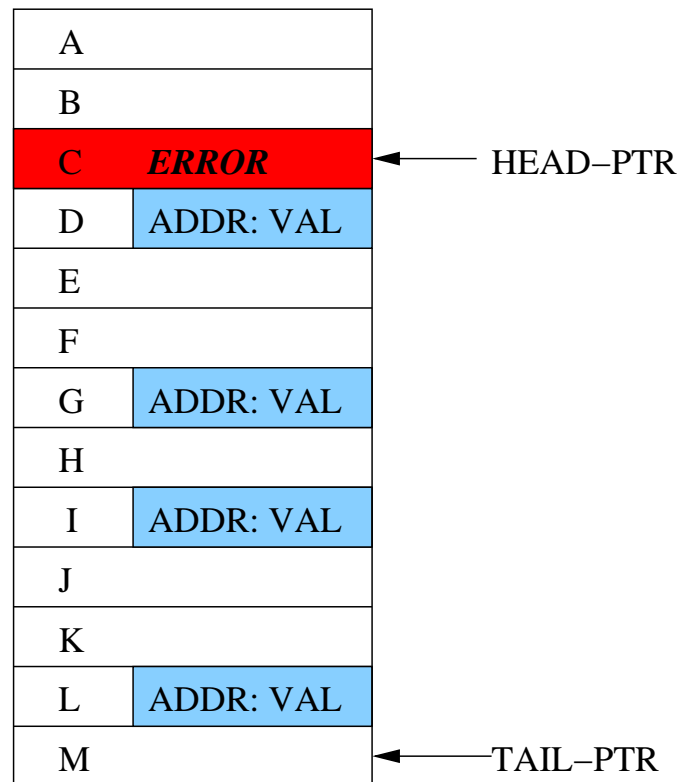 A
B
C ERROR HEAD–PTR
D ADDR: VAL
E
F
G ADDR: VAL
H
I ADDR: VAL
J
K
L ADDR: VAL
M TAIL–PTR